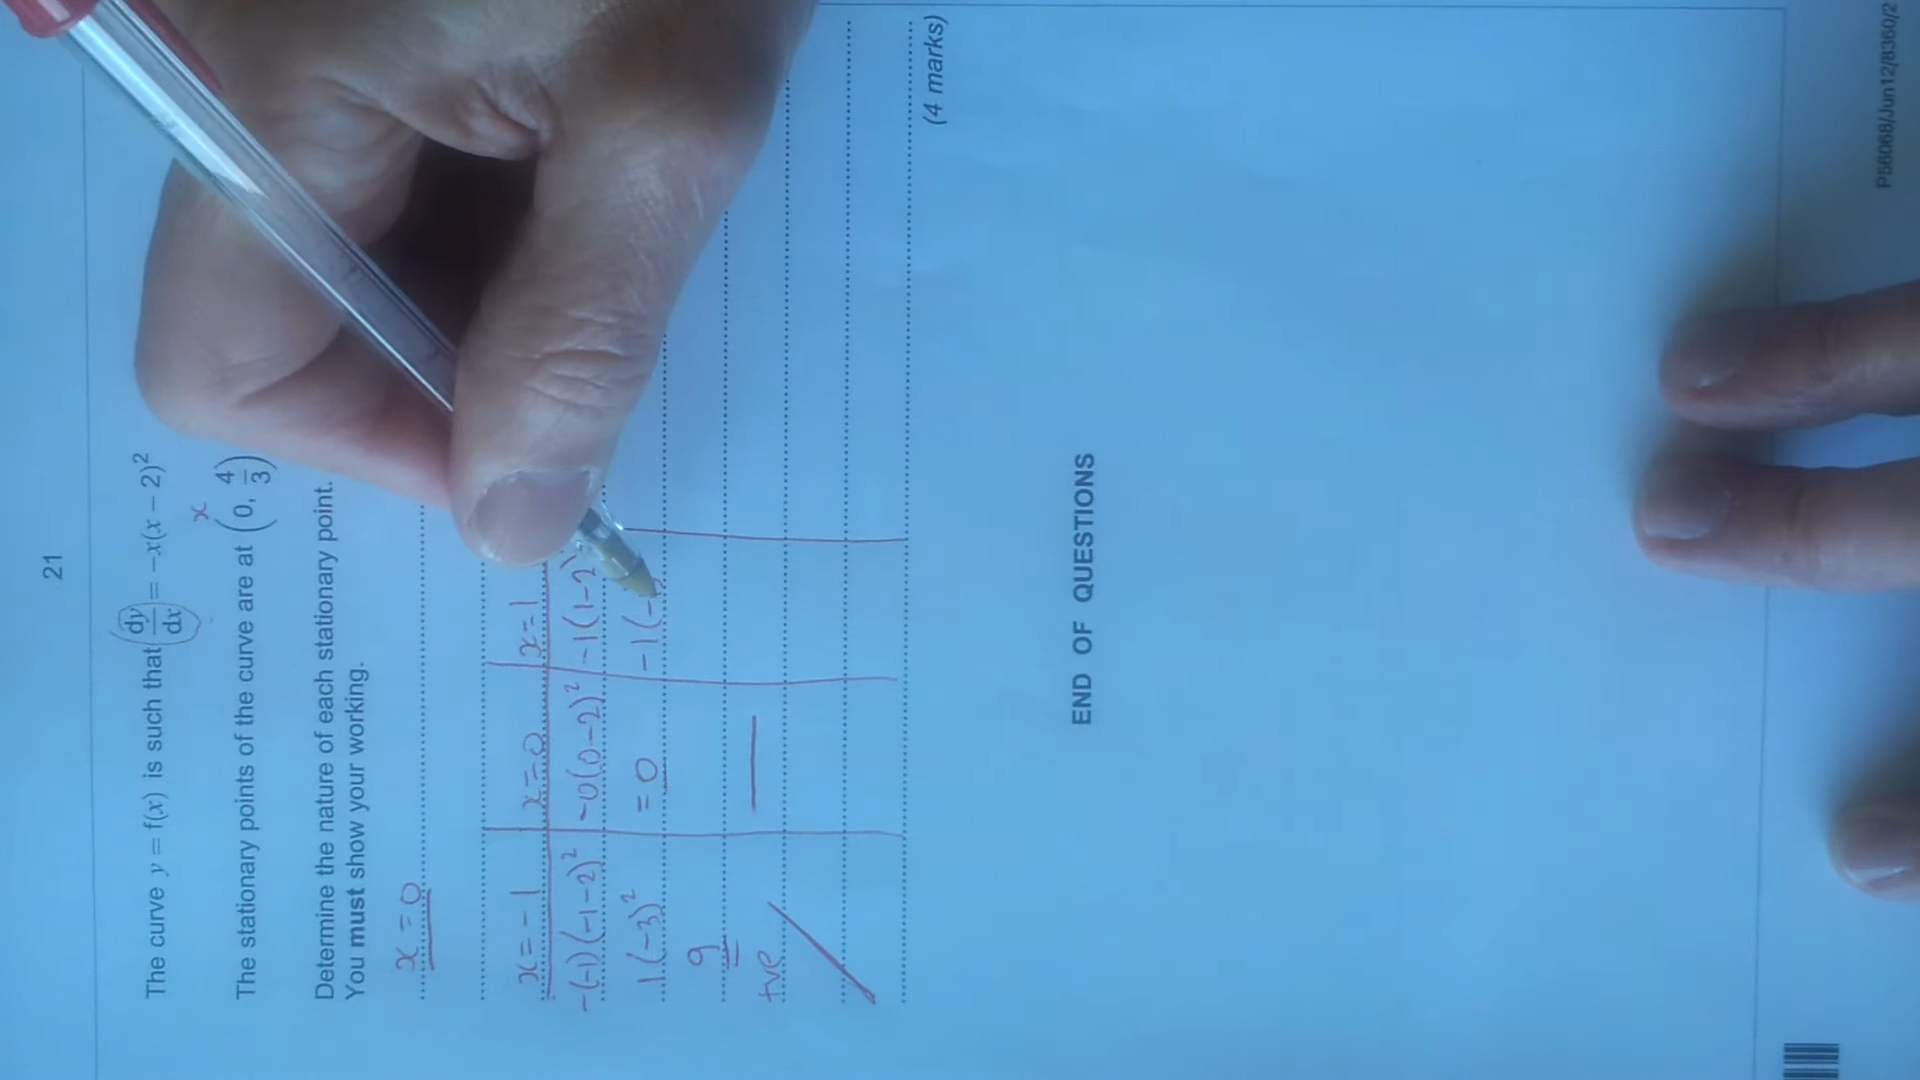 21
The curve y = f(x) is such that dy/dx = -x(x - 2)²
x
The stationary points of the curve are at (0, 4/3)
Determine the nature of each stationary point.
You must show your working.
x = 0
x = -1 x = 0 x = 1
-(-1)(-1-2)² -0(0-2)² -1(1-2)
1(-3)² = 0 -1(-
9
+ve
(4 marks)
END OF QUESTIONS
P56068/Jun12/8360/2